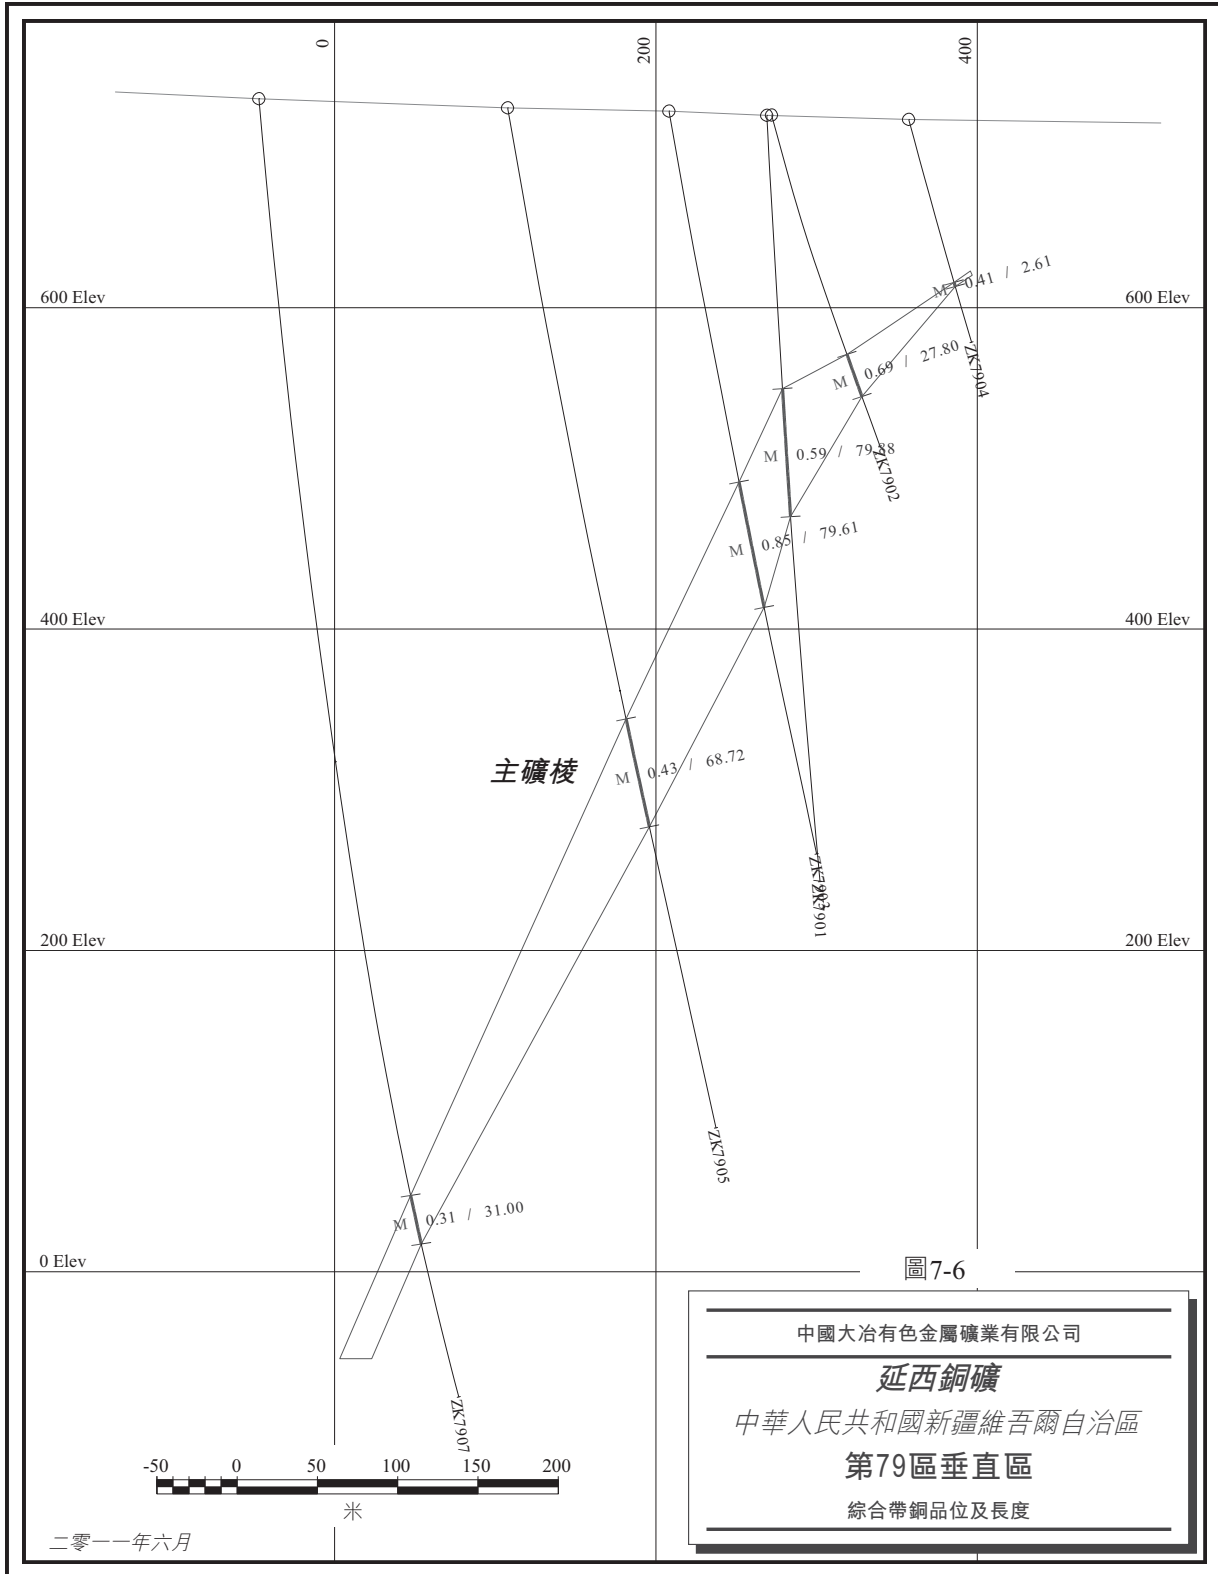 0
200
400
600 Elev
600 Elev
M 0.41 / 2.61
ZK7904
M 0.69 / 27.80
ZK7902
M 0.59 / 79.88
M 0.85 / 79.61
400 Elev
400 Elev
主礦棱
M 0.43 / 68.72
ZK7903
ZK7901
200 Elev
200 Elev
ZK7905
M 0.31 / 31.00
0 Elev
ZK7907
圖7-6
中國大冶有色金屬礦業有限公司
延西銅礦
中華人民共和國新疆維吾爾自治區
第79區垂直區
綜合帶銅品位及長度
-50 0 50 100 150 200
米
二零一一年六月